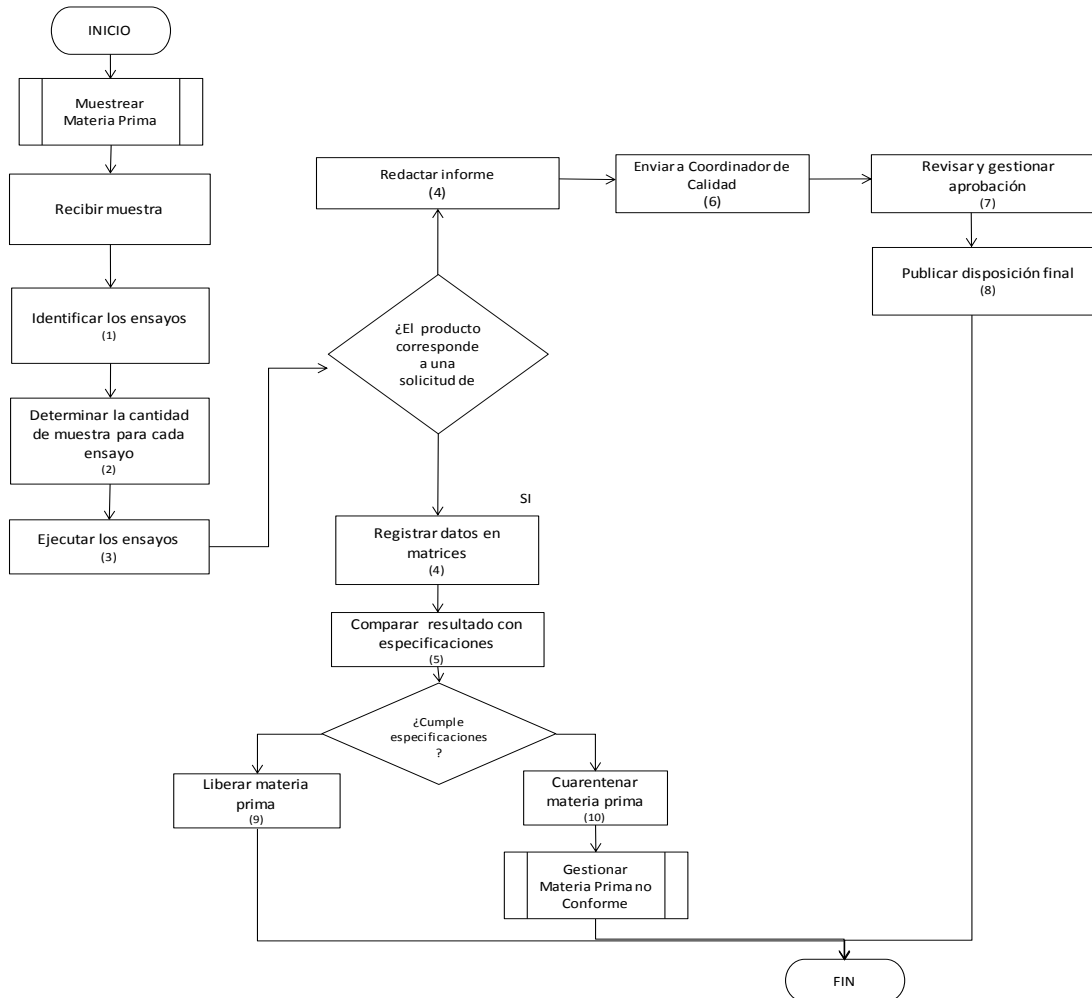 INICIO
Muestrear
Materia Prima
Recibir muestra
Identificar los ensayos
(1)
Determinar la cantidad
de muestra para cada
ensayo
(2)
Ejecutar los ensayos
(3)
Redactar informe
(4)
Enviar a Coordinador de
Calidad
(6)
Revisar y gestionar
aprobación
(7)
Publicar disposición final
(8)
¿El producto
corresponde
a una
solicitud de
SI
Registrar datos en
matrices
(4)
Comparar resultado con
especificaciones
(5)
¿Cumple
especificaciones
?
Liberar materia
prima
(9)
Cuarentenar
materia prima
(10)
Gestionar
Materia Prima no
Conforme
FIN